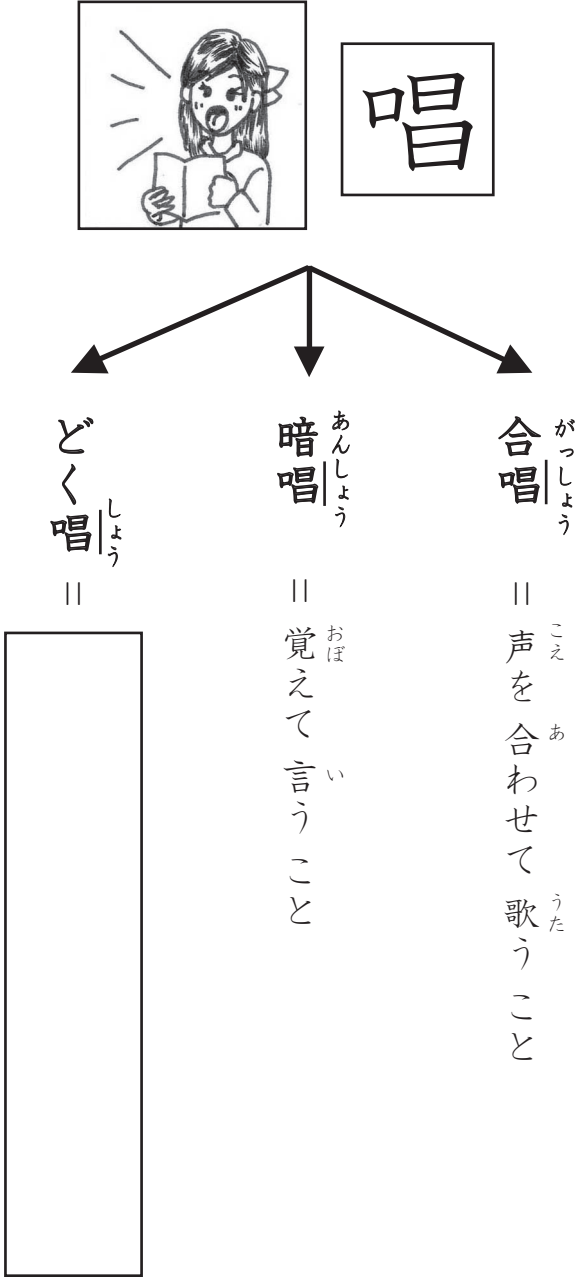 唱
がっしょう
合唱
=
こえ あ うた
声を 合わせて 歌う こと
あんしょう
暗唱
=
おぼ い
覚えて 言う こと
しょう
どく唱
=